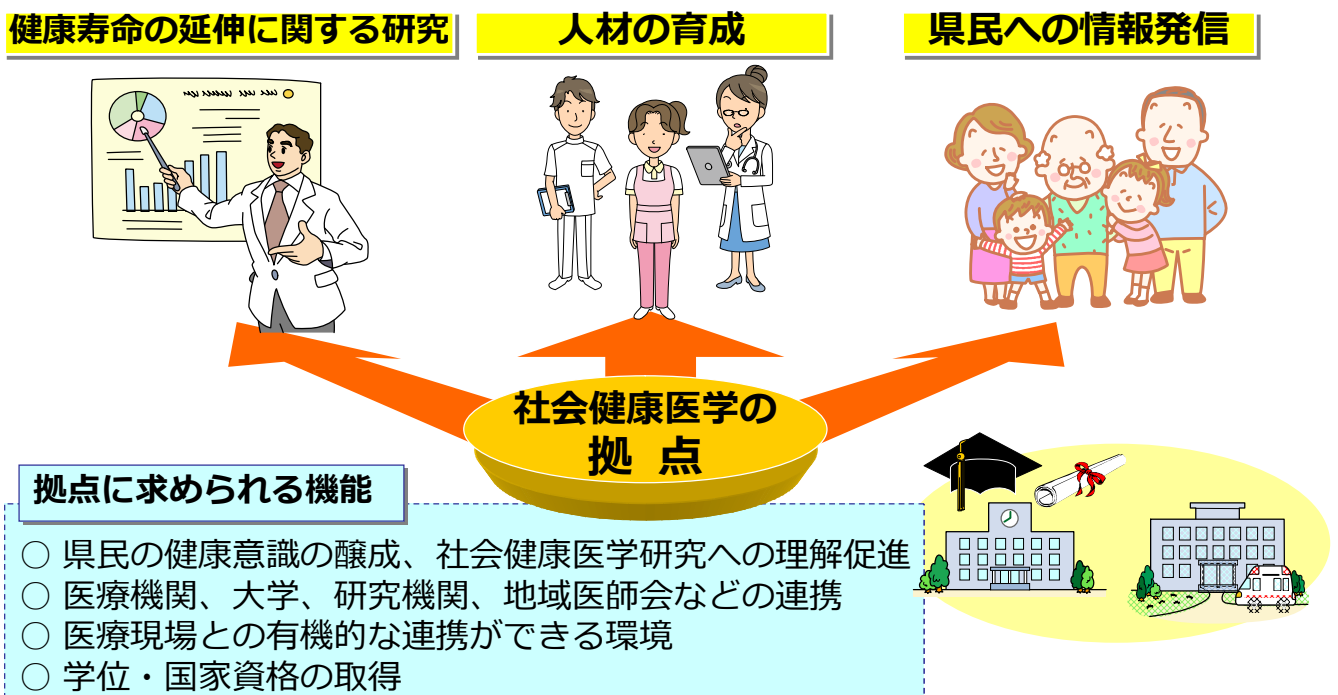 健康寿命の延伸に関する研究
人材の育成
県民への情報発信
社会健康医学の
拠 点
拠点に求められる機能
○ 県民の健康意識の醸成、社会健康医学研究への理解促進
○ 医療機関、大学、研究機関、地域医師会などの連携
○ 医療現場との有機的な連携ができる環境
○ 学位・国家資格の取得